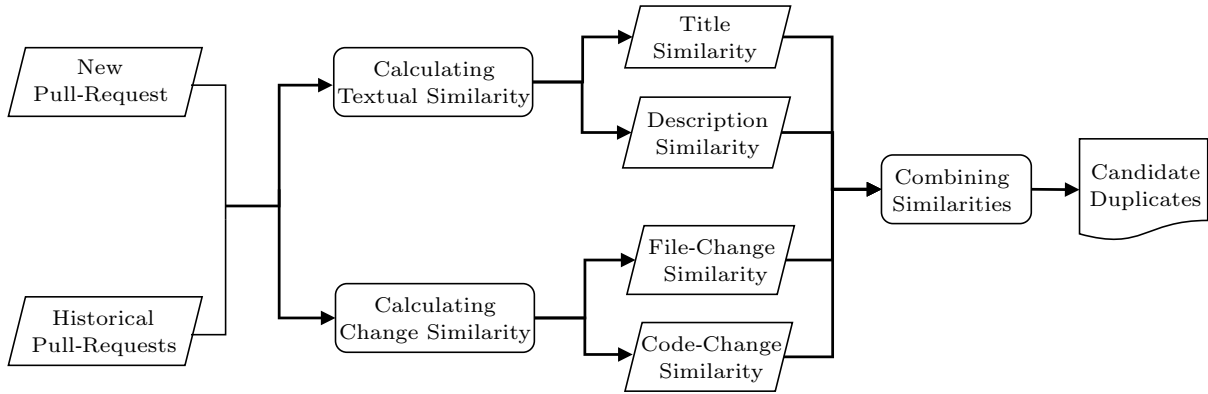 New
Pull-Request
Historical
Pull-Requests
Calculating
Textual Similarity
Calculating
Change Similarity
Title
Similarity
Description
Similarity
File-Change
Similarity
Code-Change
Similarity
Combining
Similarities
Candidate
Duplicates